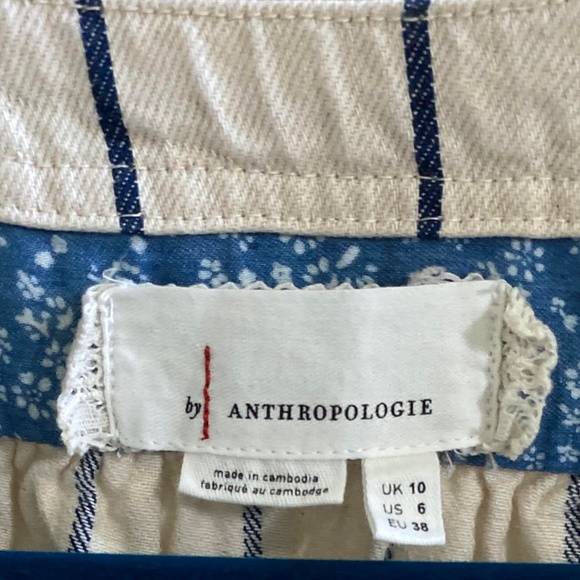 by ANTHROPOLOGIE
made in cambodia
fabriqué au cambodge
UK 10
US 6
EU 38